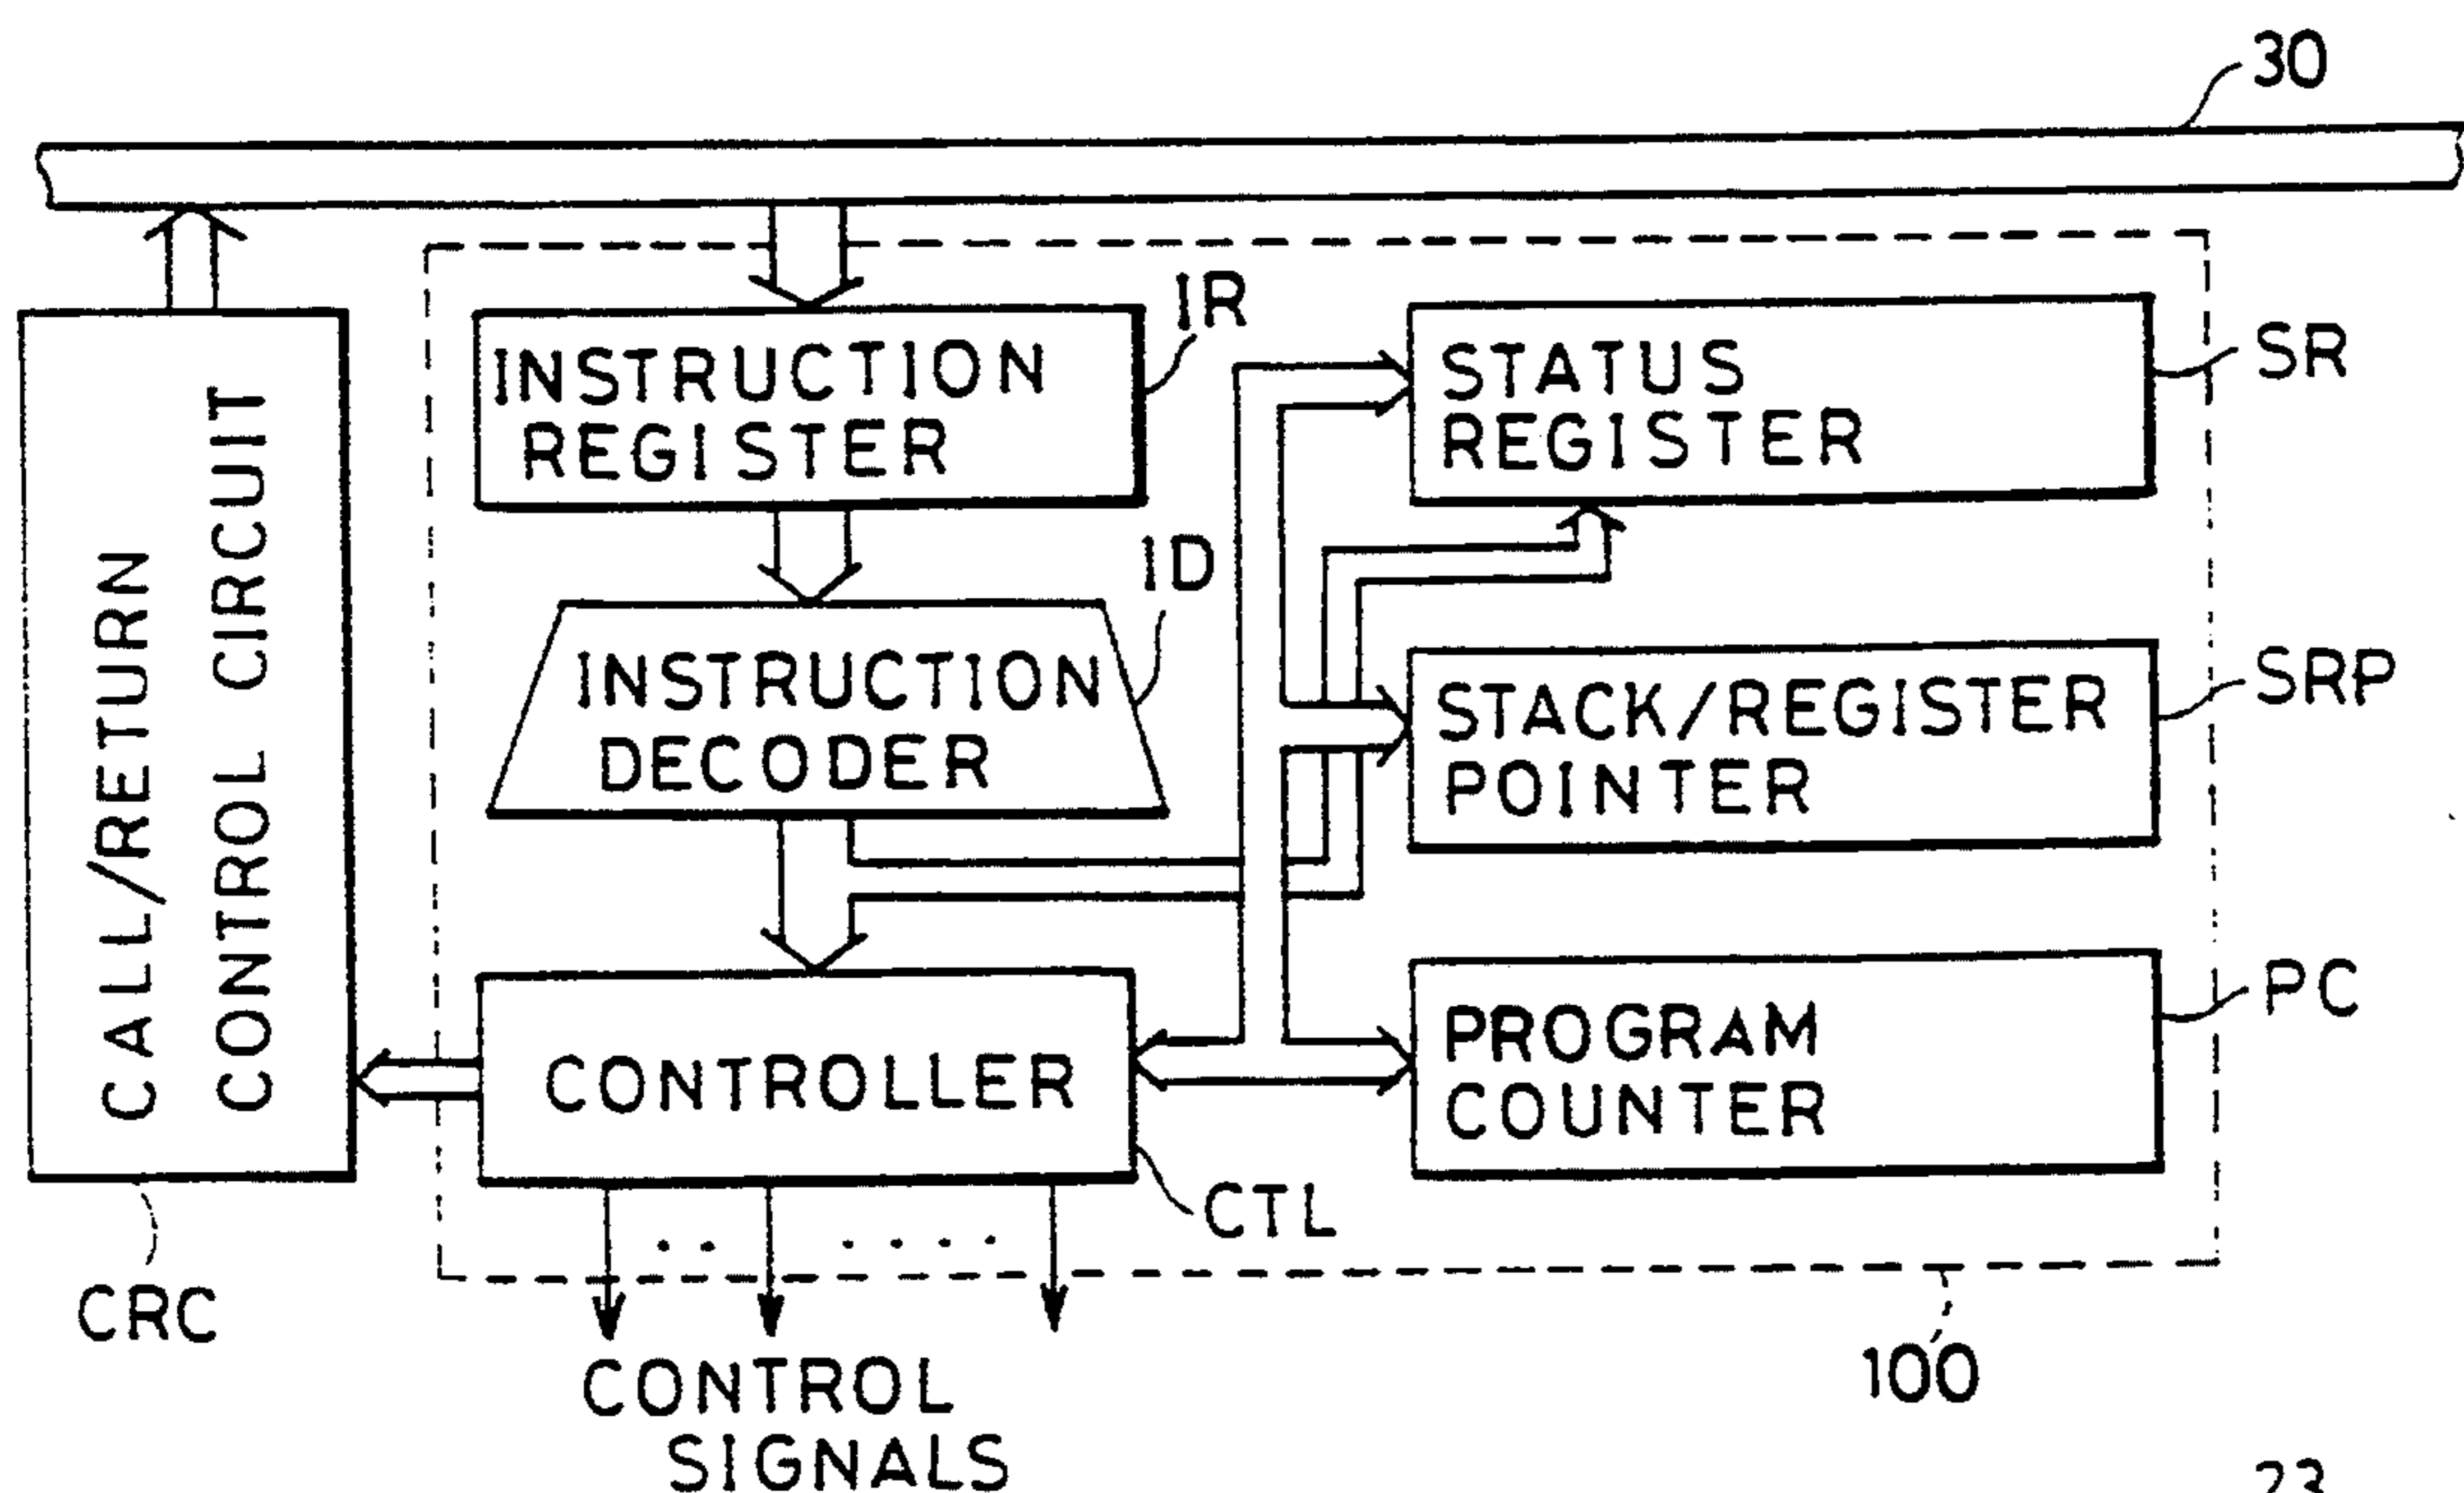 30
INSTRUCTION
REGISTER
IR
STATUS
REGISTER
SR
CALL/RETURN
CONTROL CIRCUIT
INSTRUCTION
DECODER
ID
STACK/REGISTER
POINTER
SRP
CONTROLLER
CTL
PROGRAM
COUNTER
PC
CRC
CONTROL
SIGNALS
100
23